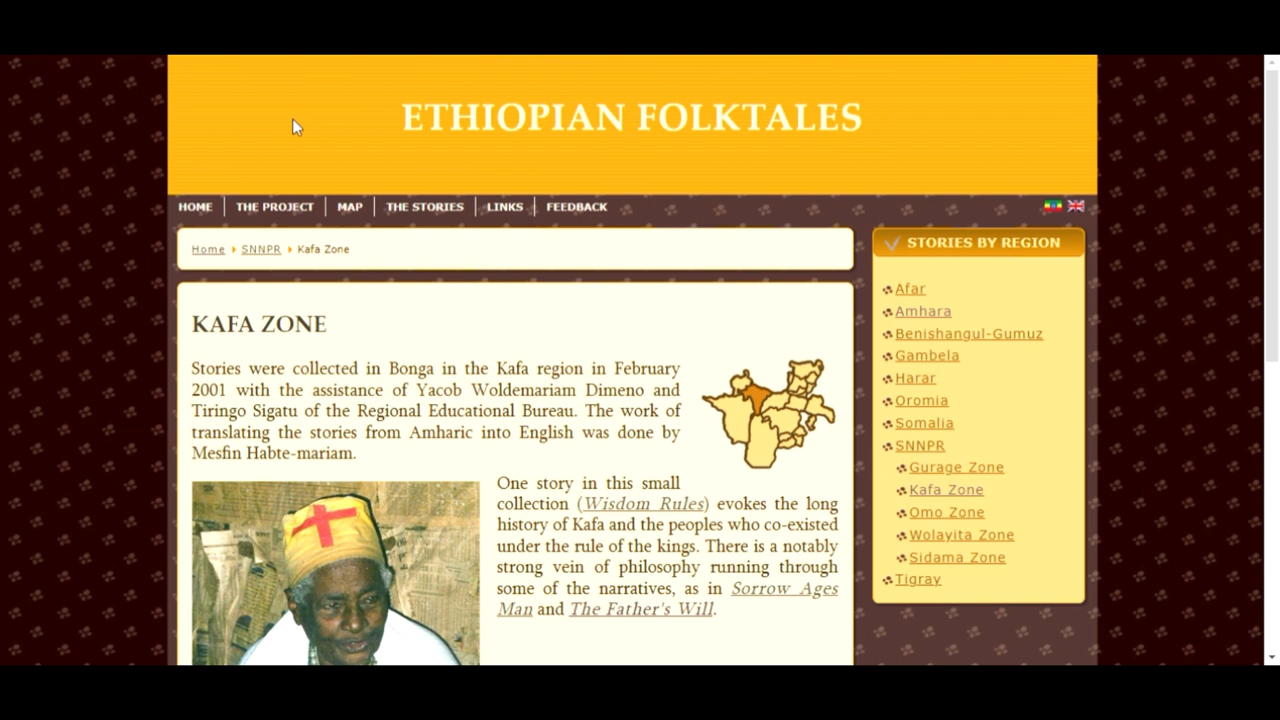 ETHIOPIAN FOLKTALES
HOME
THE PROJECT
MAP
THE STORIES
LINKS
FEEDBACK
Home SNNPR Kafa Zone
KAFA ZONE
Stories were collected in Bonga in the Kafa region in February
2001 with the assistance of Yacob Woldemariam Dimeno and
Tiringo Sigatu of the Regional Educational Bureau. The work of
translating the stories from Amharic into English was done by
Mesfin Habte-mariam.
One story in this small
collection (Wisdom Rules) evokes the long
history of Kafa and the peoples who co-existed
under the rule of the kings. There is a notably
strong vein of philosophy running through
some of the narratives, as in Sorrow Ages
Man and The Father's Will.
STORIES BY REGION
Afar
Amhara
Benishangul-Gumuz
Gambela
Harar
Oromia
Somalia
SNNPR
Gurage Zone
Kafa Zone
Omo Zone
Wolayita Zone
Sidama Zone
Tigray